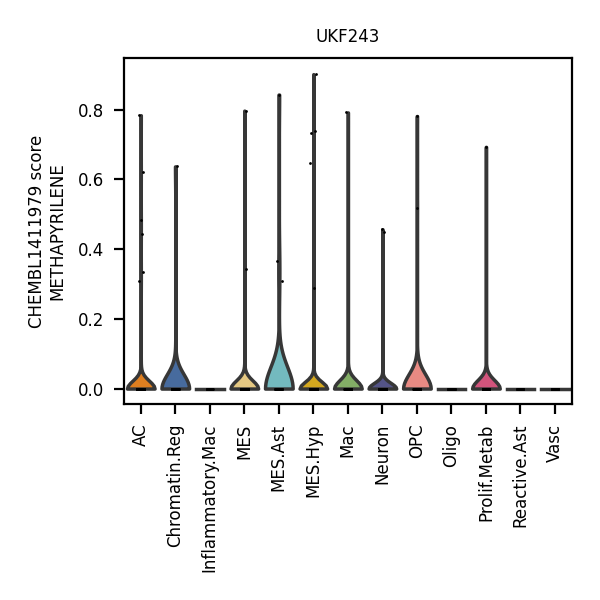 UKF243
CHEMBL1411979 score
METHAPYRILENE
0.8
0.6
0.4
0.2
0.0
AC
Chromatin.Reg
Inflammatory.Mac
MES
MES.Ast
MES.Hyp
Mac
Neuron
OPC
Oligo
Prolif.Metab
Reactive.Ast
Vasc